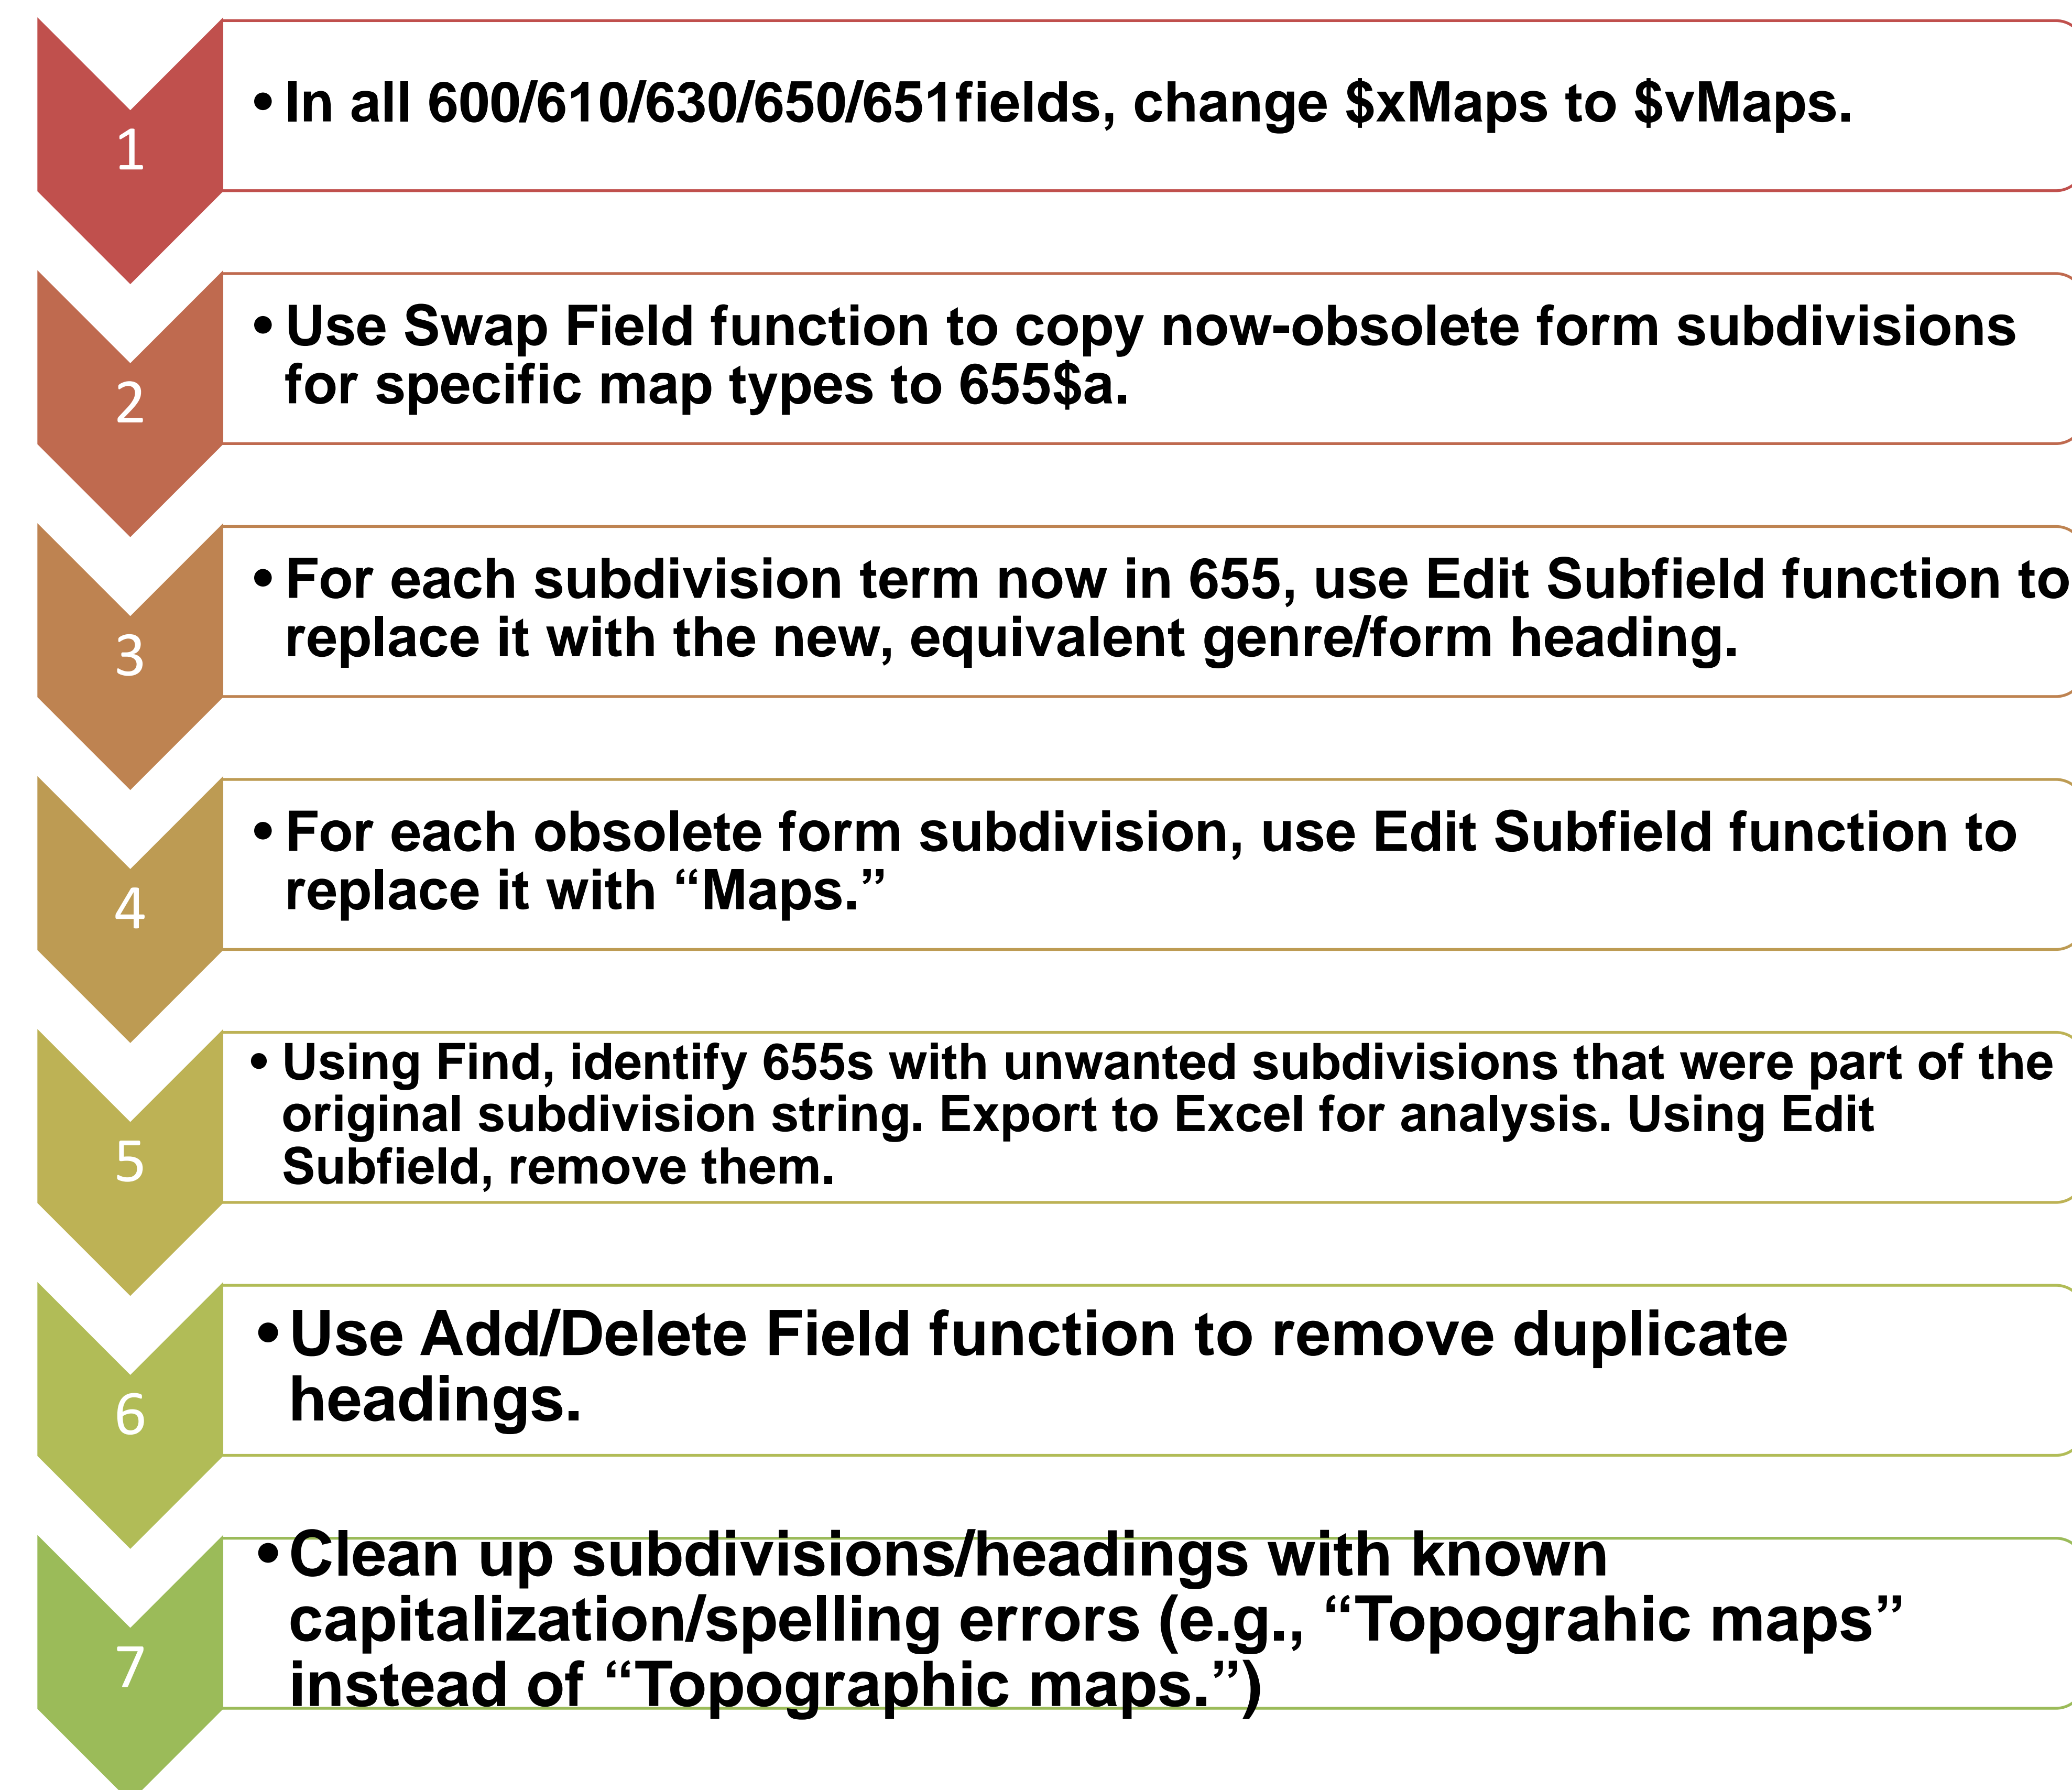 1
• In all 600/610/630/650/651fields, change $xMaps to $vMaps.
2
• Use Swap Field function to copy now-obsolete form subdivisions
for specific map types to 655$a.
3
• For each subdivision term now in 655, use Edit Subfield function to
replace it with the new, equivalent genre/form heading.
4
• For each obsolete form subdivision, use Edit Subfield function to
replace it with “Maps.”
5
• Using Find, identify 655s with unwanted subdivisions that were part of the
original subdivision string. Export to Excel for analysis. Using Edit
Subfield, remove them.
6
• Use Add/Delete Field function to remove duplicate
headings.
7
• Clean up subdivisions/headings with known
capitalization/spelling errors (e.g., “Topograhic maps”
instead of “Topographic maps.”)